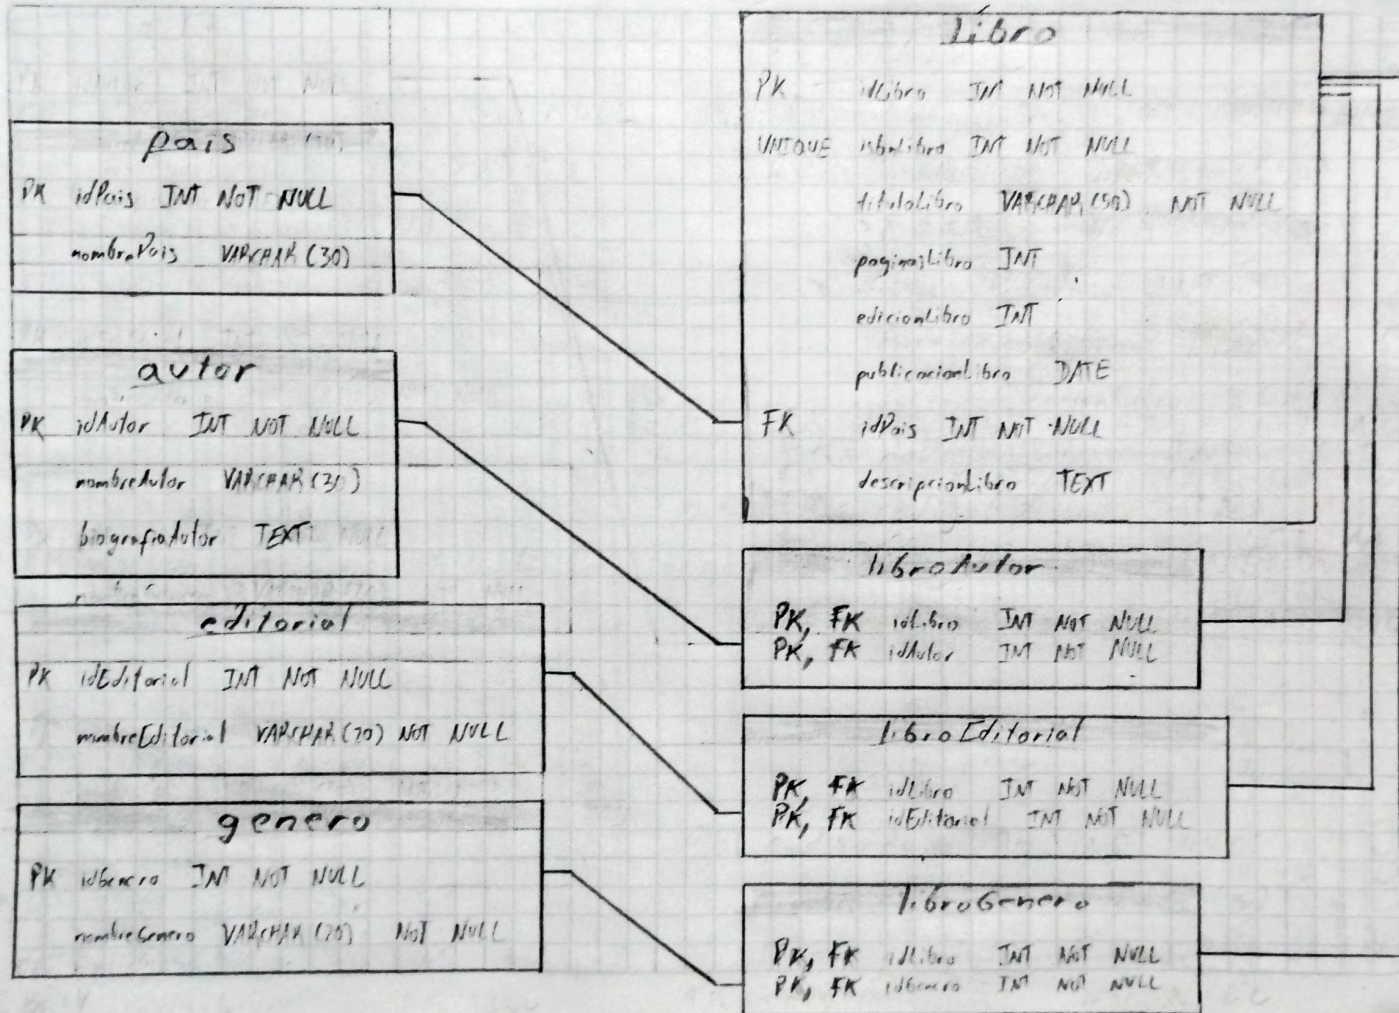 pais
PK idPais INT NOT NULL
nombrePais VARCHAR (30)
autor
PK idAutor INT NOT NULL
nombreAutor VARCHAR (30)
biografiaAutor TEXT
editorial
PK idEditorial INT NOT NULL
nombreEditorial VARCHAR (20) NOT NULL
genero
PK idGenero INT NOT NULL
nombreGenero VARCHAR (20) NOT NULL
Libro
PK idLibro INT NOT NULL
UNIQUE isbnLibro INT NOT NULL
tituloLibro VARCHAR (50) NOT NULL
paginasLibro INT
edicionLibro INT
publicacionLibro DATE
FK idPais INT NOT NULL
descripcionLibro TEXT
libroAutor
PK, FK idLibro INT NOT NULL
PK, FK idAutor INT NOT NULL
libroEditorial
PK, FK idLibro INT NOT NULL
PK, FK idEditorial INT NOT NULL
libroGenero
PK, FK idLibro INT NOT NULL
PK, FK idGenero INT NOT NULL